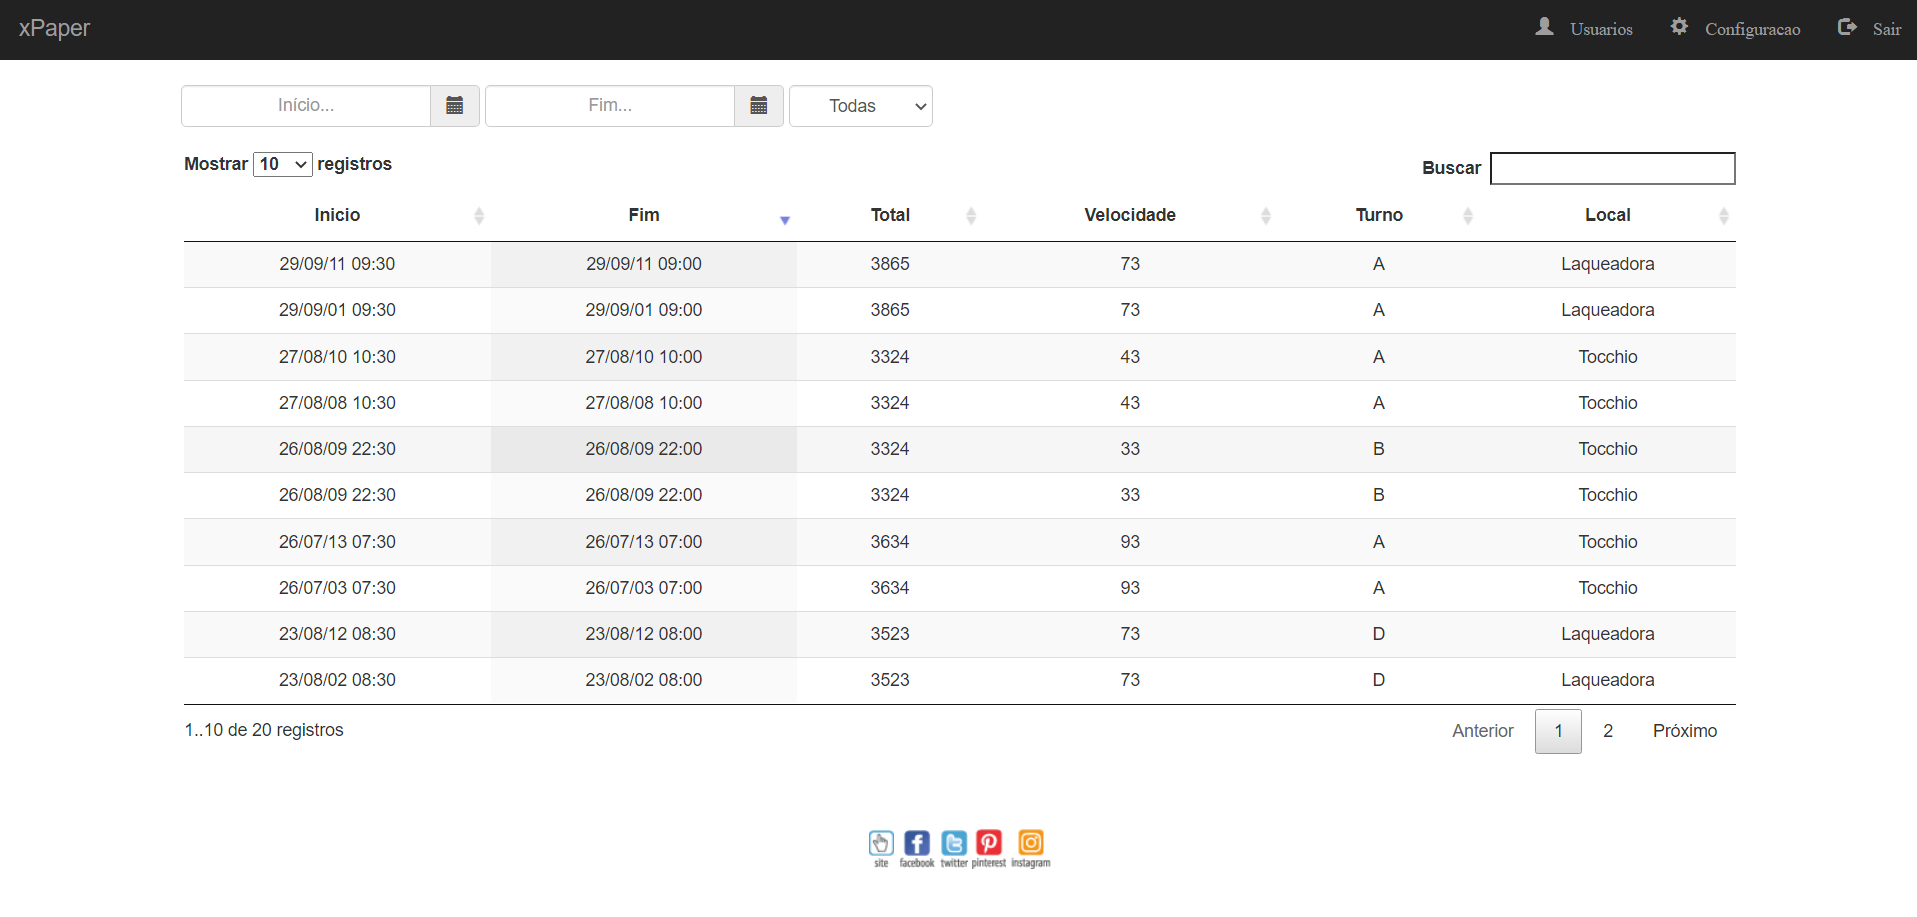 xPaper Usuarios Configuracao Sair
Início... Fim... Todas
Mostrar 10 registros Buscar
Inicio Fim Total Velocidade Turno Local
29/09/11 09:30 29/09/11 09:00 3865 73 A Laqueadora
29/09/01 09:30 29/09/01 09:00 3865 73 A Laqueadora
27/08/10 10:30 27/08/10 10:00 3324 43 A Tocchio
27/08/08 10:30 27/08/08 10:00 3324 43 A Tocchio
26/08/09 22:30 26/08/09 22:00 3324 33 B Tocchio
26/08/09 22:30 26/08/09 22:00 3324 33 B Tocchio
26/07/13 07:30 26/07/13 07:00 3634 93 A Tocchio
26/07/03 07:30 26/07/03 07:00 3634 93 A Tocchio
23/08/12 08:30 23/08/12 08:00 3523 73 D Laqueadora
23/08/02 08:30 23/08/02 08:00 3523 73 D Laqueadora
1..10 de 20 registros Anterior 1 2 Próximo
site facebook twitter pinterest instagram